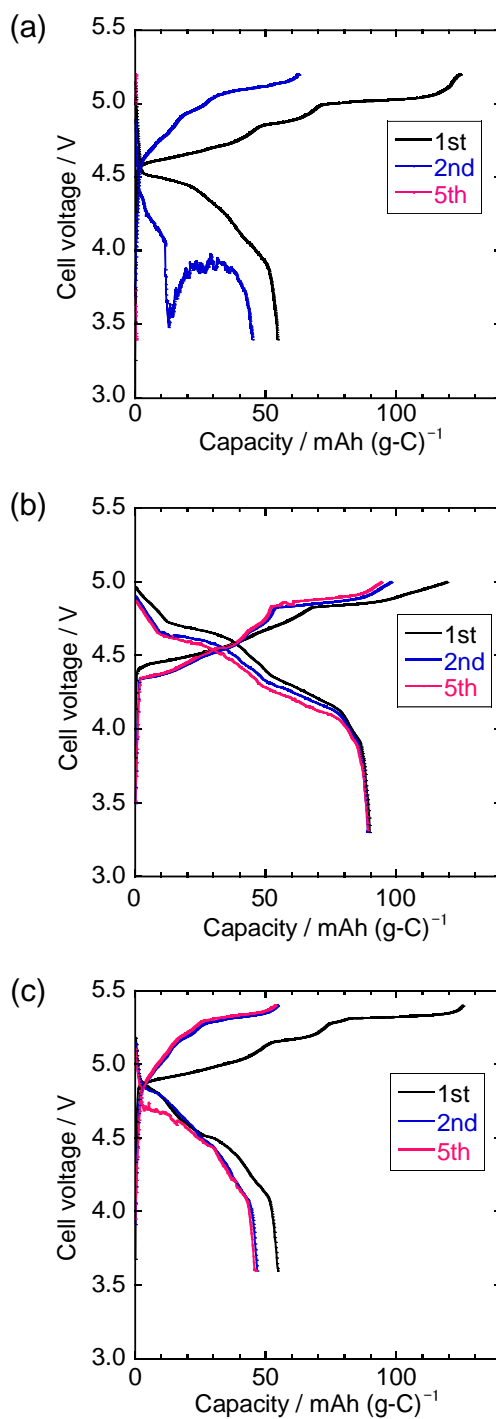 (a)
5.5
5.0
4.5
4.0
3.5
3.0
Cell voltage / V
1st
2nd
5th
0 50 100
Capacity / mAh (g-C)⁻¹
(b)
5.5
5.0
4.5
4.0
3.5
3.0
Cell voltage / V
1st
2nd
5th
0 50 100
Capacity / mAh (g-C)⁻¹
(c)
5.5
5.0
4.5
4.0
3.5
3.0
Cell voltage / V
1st
2nd
5th
0 50 100
Capacity / mAh (g-C)⁻¹